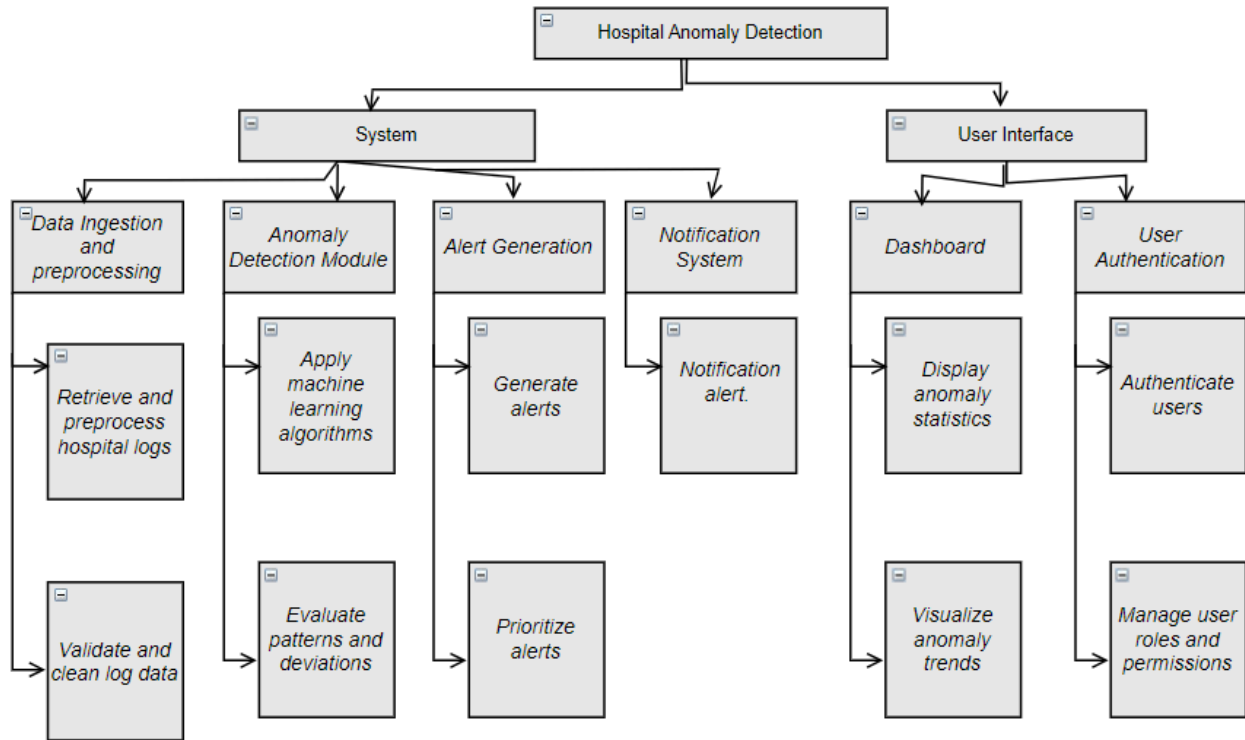 Hospital Anomaly Detection
System
User Interface
Data Ingestion
and
preprocessing
Anomaly
Detection Module
Alert Generation
Notification
System
Dashboard
User
Authentication
Retrieve and
preprocess
hospital logs
Apply
machine
learning
algorithms
Generate
alerts
Notification
alert.
Display
anomaly
statistics
Authenticate
users
Validate and
clean log data
Evaluate
patterns and
deviations
Prioritize
alerts
Visualize
anomaly
trends
Manage user
roles and
permissions